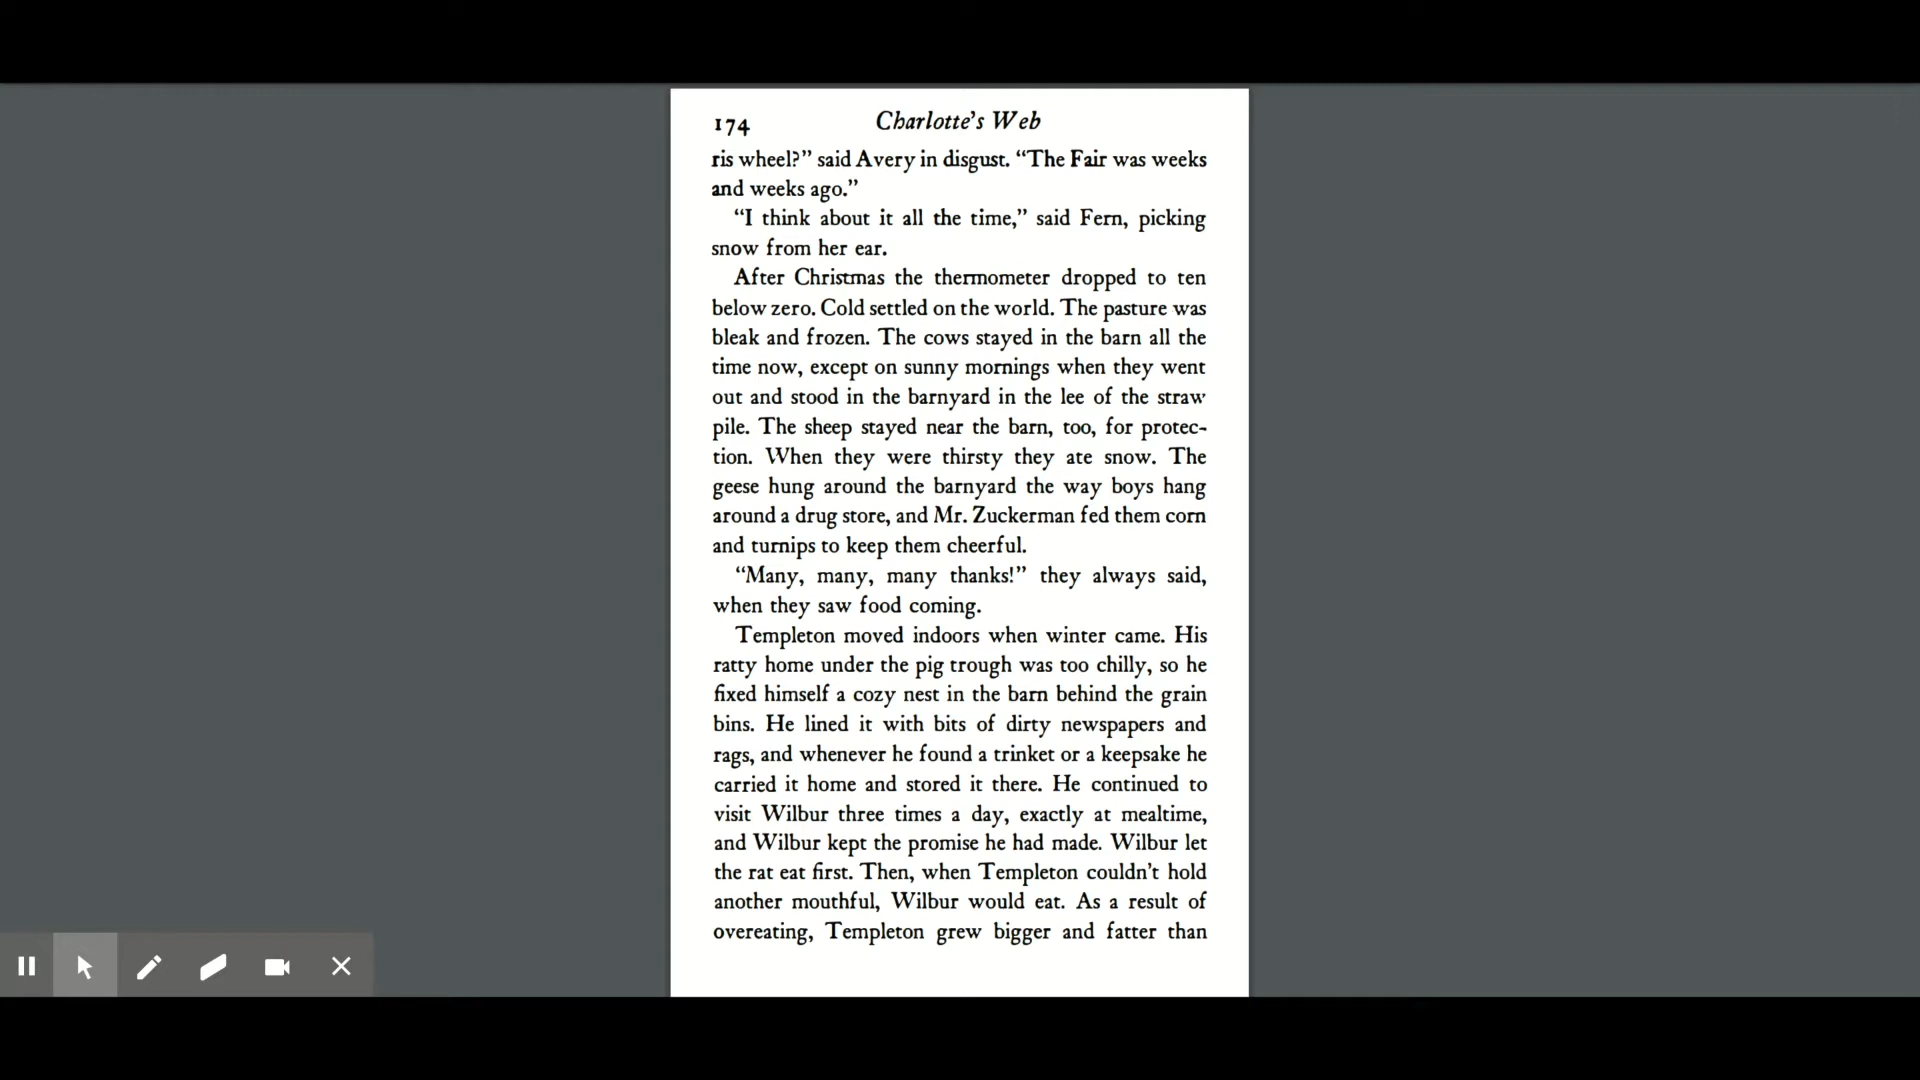 174 Charlotte's Web
ris wheel?” said Avery in disgust. “The Fair was weeks
and weeks ago.”
“I think about it all the time,” said Fern, picking
snow from her ear.
After Christmas the thermometer dropped to ten
below zero. Cold settled on the world. The pasture was
bleak and frozen. The cows stayed in the barn all the
time now, except on sunny mornings when they went
out and stood in the barnyard in the lee of the straw
pile. The sheep stayed near the barn, too, for protec-
tion. When they were thirsty they ate snow. The
geese hung around the barnyard the way boys hang
around a drug store, and Mr. Zuckerman fed them corn
and turnips to keep them cheerful.
“Many, many, many thanks!” they always said,
when they saw food coming.
Templeton moved indoors when winter came. His
ratty home under the pig trough was too chilly, so he
fixed himself a cozy nest in the barn behind the grain
bins. He lined it with bits of dirty newspapers and
rags, and whenever he found a trinket or a keepsake he
carried it home and stored it there. He continued to
visit Wilbur three times a day, exactly at mealtime,
and Wilbur kept the promise he had made. Wilbur let
the rat eat first. Then, when Templeton couldn't hold
another mouthful, Wilbur would eat. As a result of
overeating, Templeton grew bigger and fatter than